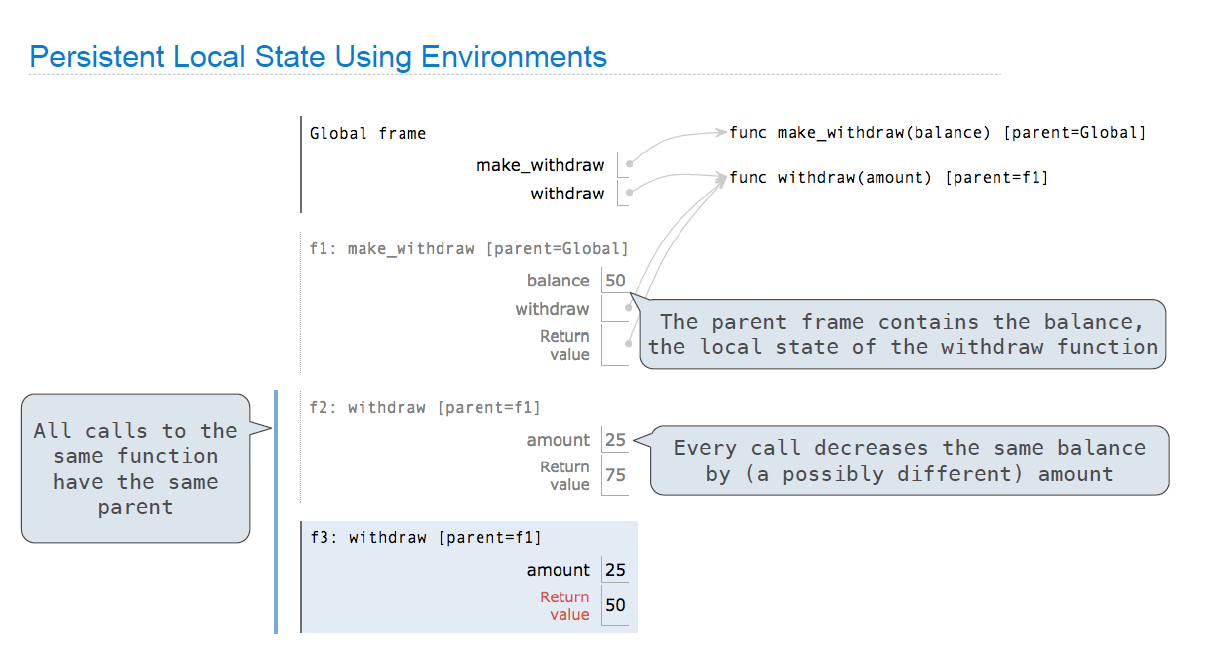 Persistent Local State Using Environments
Global frame
make_withdraw
withdraw
func make_withdraw(balance) [parent=Global]
func withdraw(amount) [parent=f1]
f1: make_withdraw [parent=Global]
balance 50
withdraw
Return
value
The parent frame contains the balance,
the local state of the withdraw function
All calls to the
same function
have the same
parent
f2: withdraw [parent=f1]
amount 25
Return
value 75
Every call decreases the same balance
by (a possibly different) amount
f3: withdraw [parent=f1]
amount 25
Return
value 50